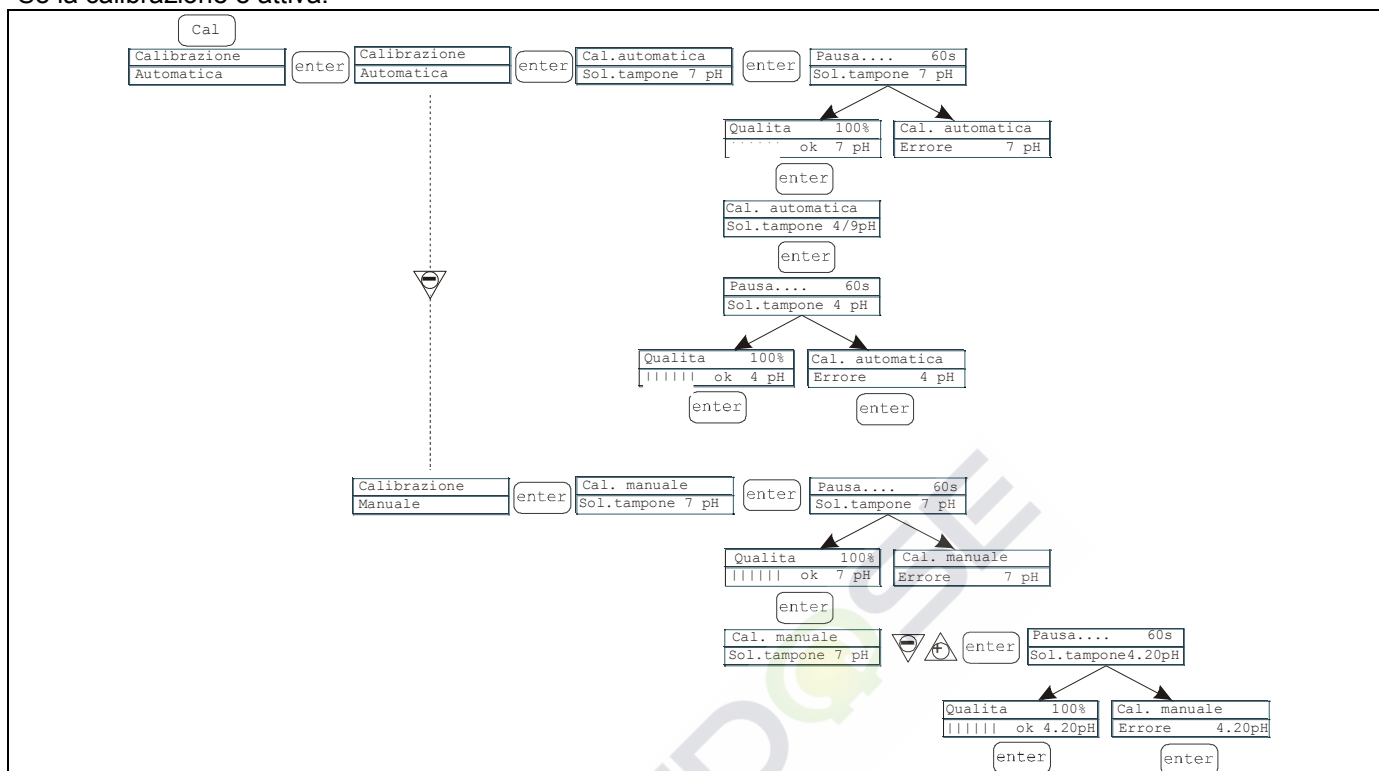 Se la calibrazione è attiva:
Cal
Calibrazione
Automatica
enter
Calibrazione
Automatica
enter
Cal.automatica
Sol.tampone 7 pH
enter
Pausa.... 60s
Sol.tampone 7 pH
Qualita 100%
ok 7 pH
Cal. automatica
Errore 7 pH
enter
Cal. automatica
Sol.tampone 4/9pH
enter
Pausa.... 60s
Sol.tampone 4 pH
Qualita 100%
|||||| ok 4 pH
Cal. automatica
Errore 4 pH
enter
enter
Calibrazione
Manuale
enter
Cal. manuale
Sol.tampone 7 pH
enter
Pausa.... 60s
Sol.tampone 7 pH
Qualita 100%
|||||| ok 7 pH
Cal. manuale
Errore 7 pH
enter
Cal. manuale
Sol.tampone 7 pH
enter
Pausa.... 60s
Sol.tampone4.20pH
Qualita 100%
|||||| ok 4.20pH
Cal. manuale
Errore 4.20pH
enter
enter